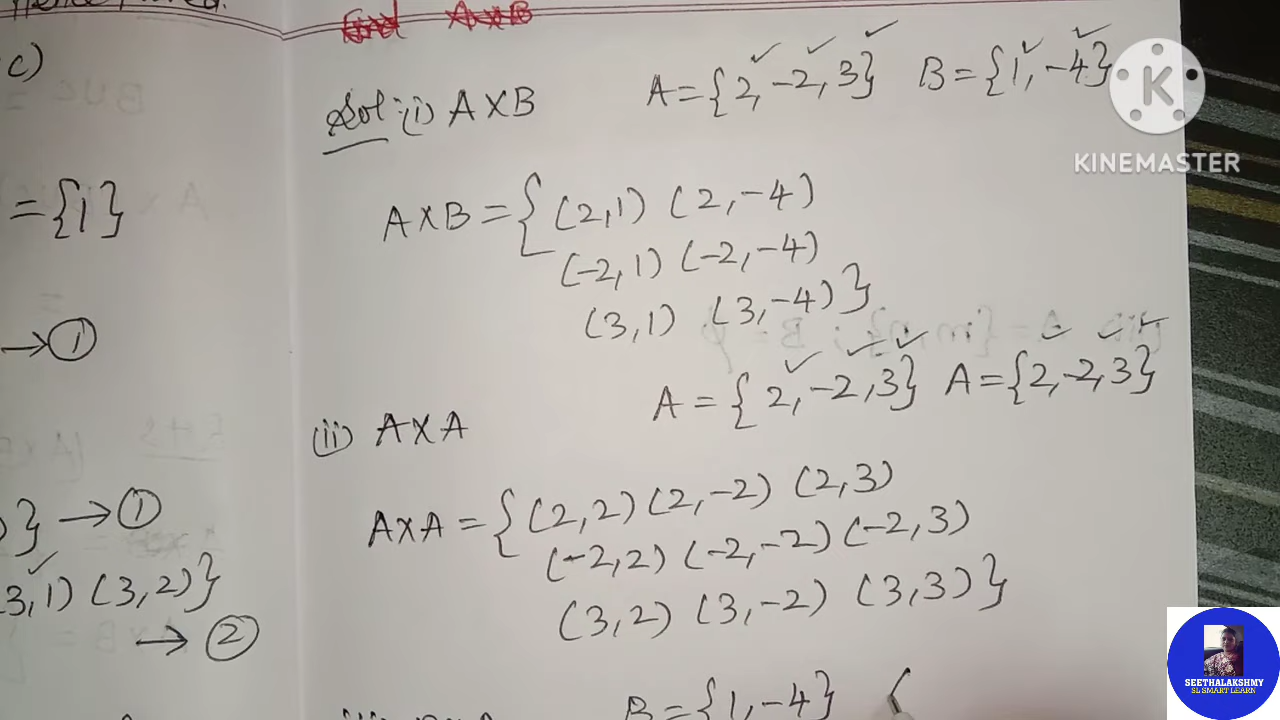 c)
Sol:(i) A×B A={2,-2,3} B={1,-4}
KINEMASTER
={1}
A×B={(2,1) (2,-4)
(-2,1) (-2,-4)
(3,1) (3,-4)}
→①
(ii) A×A A={2,-2,3} A={2,-2,3}
A×A={(2,2)(2,-2) (2,3)
(-2,2) (-2,-2)(-2,3)
(3,2) (3,-2) (3,3)}
)} →①
3,1) (3,2)}
→②
B={1,-4} {
SEETHALAKSHMY
SL SMART LEARN